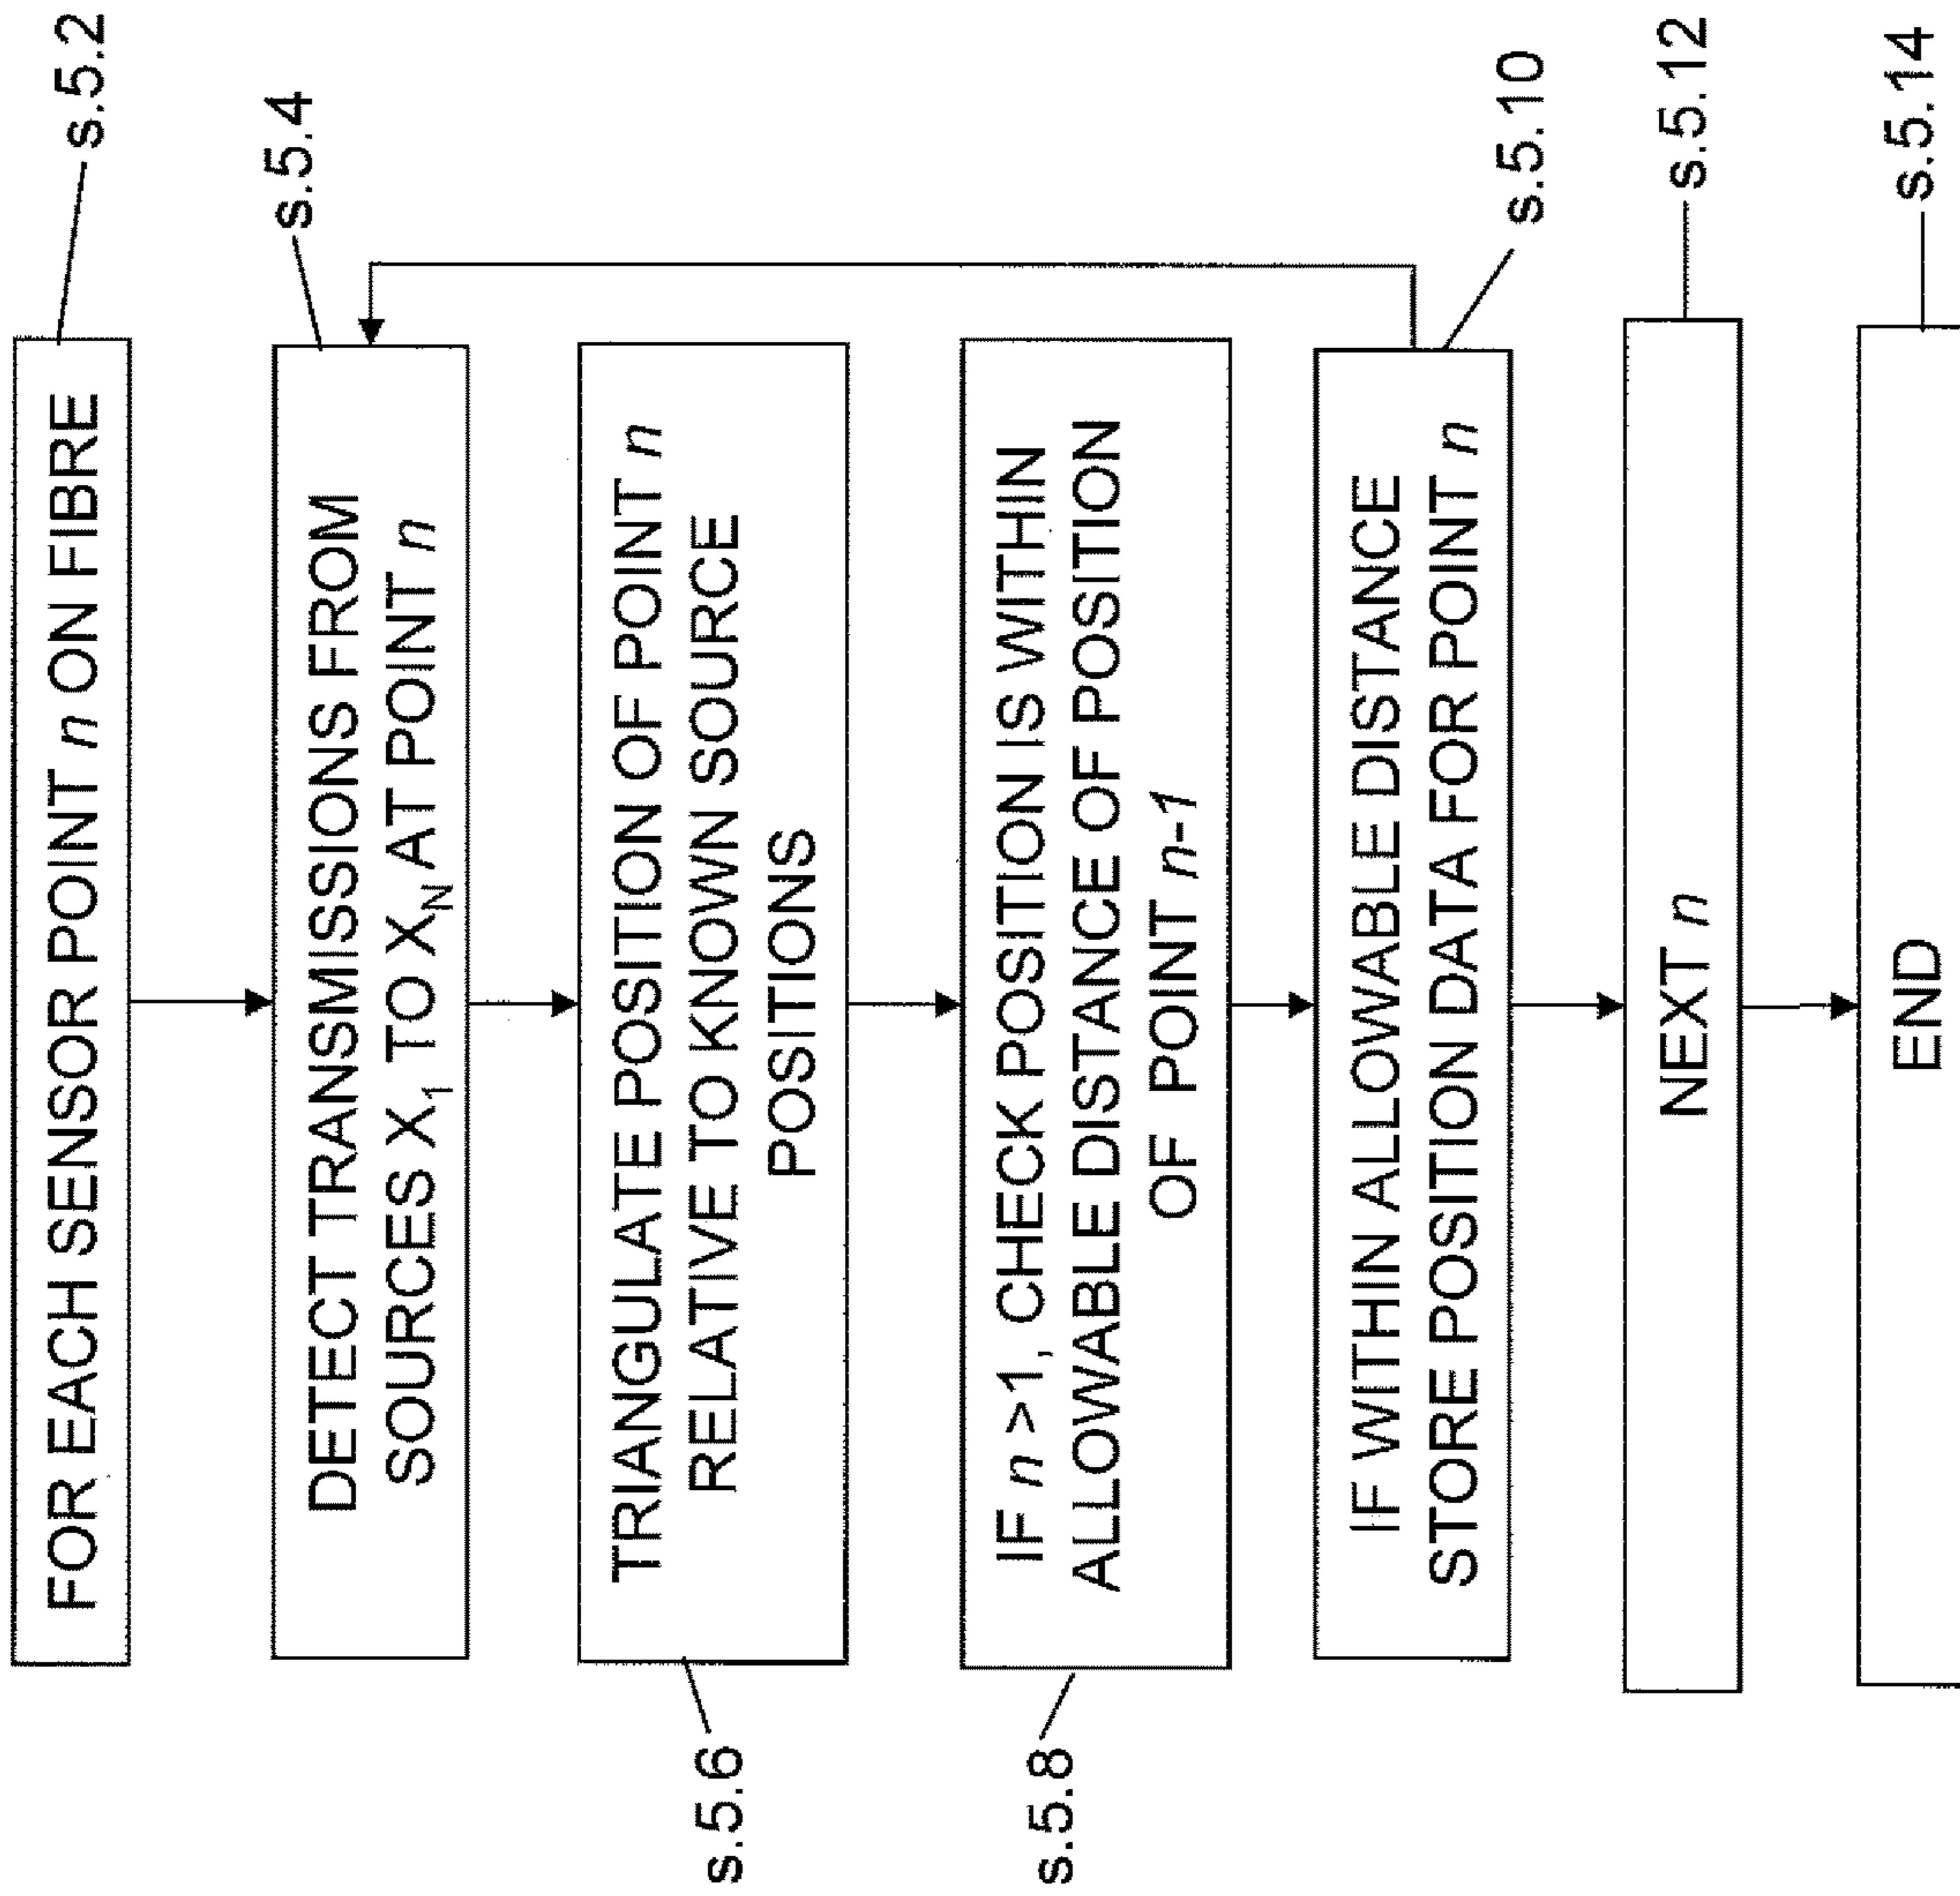 FOR EACH SENSOR POINT n ON FIBRE
s.5.2
DETECT TRANSMISSIONS FROM
SOURCES X1 TO XN AT POINT n
s.5.4
TRIANGULATE POSITION OF POINT n
RELATIVE TO KNOWN SOURCE
POSITIONS
s.5.6
IF n >1, CHECK POSITION IS WITHIN
ALLOWABLE DISTANCE OF POSITION
OF POINT n-1
s.5.8
IF WITHIN ALLOWABLE DISTANCE
STORE POSITION DATA FOR POINT n
s.5.10
NEXT n
s.5.12
END
s.5.14